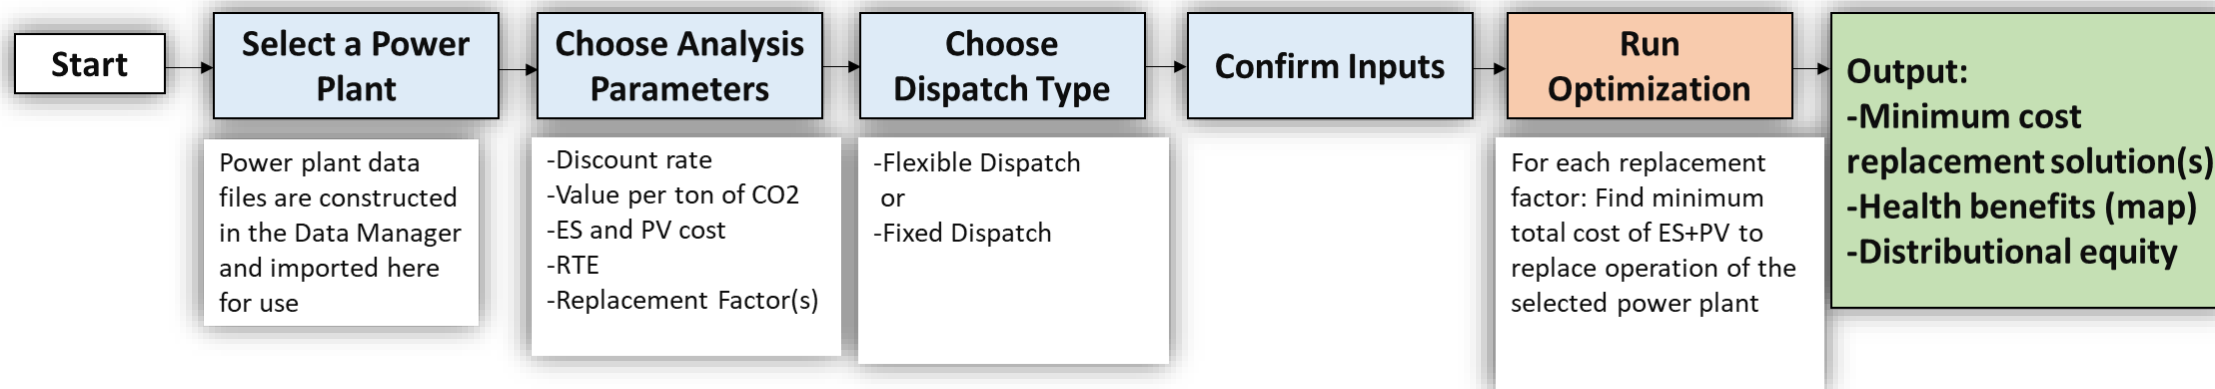 Start
Select a Power
Plant
Power plant data
files are constructed
in the Data Manager
and imported here
for use
Choose Analysis
Parameters
-Discount rate
-Value per ton of CO2
-ES and PV cost
-RTE
-Replacement Factor(s)
Choose
Dispatch Type
-Flexible Dispatch
or
-Fixed Dispatch
Confirm Inputs
Run
Optimization
For each replacement
factor: Find minimum
total cost of ES+PV to
replace operation of the
selected power plant
Output:
-Minimum cost
replacement solution(s)
-Health benefits (map)
-Distributional equity